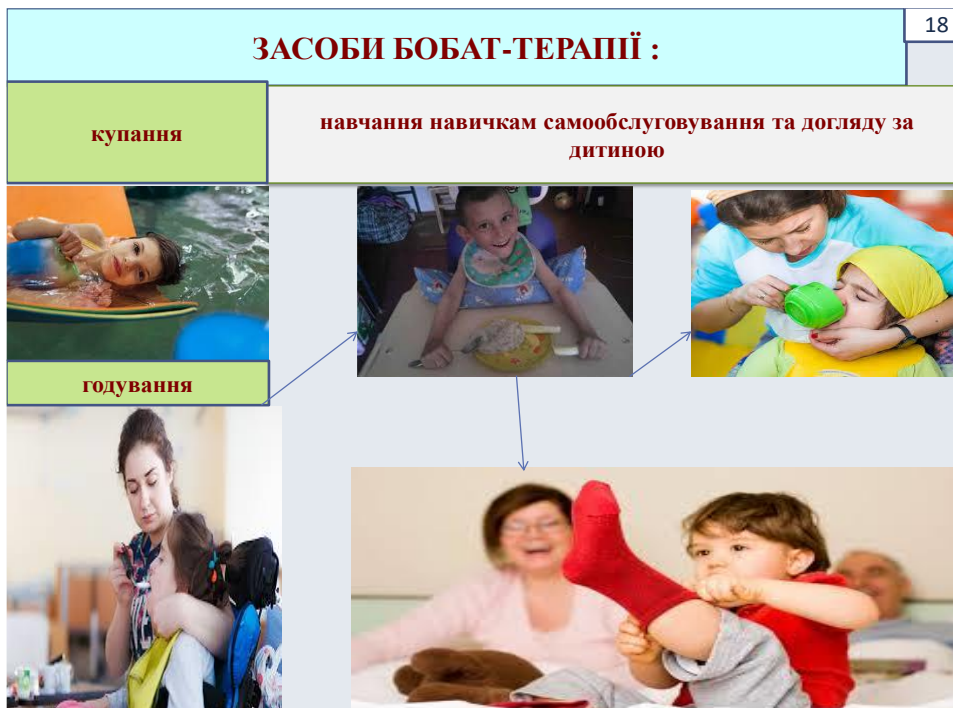 18
ЗАСОБИ БОБАТ-ТЕРАПІЇ :
купання
навчання навичкам самообслуговування та догляду за
дитиною
годування